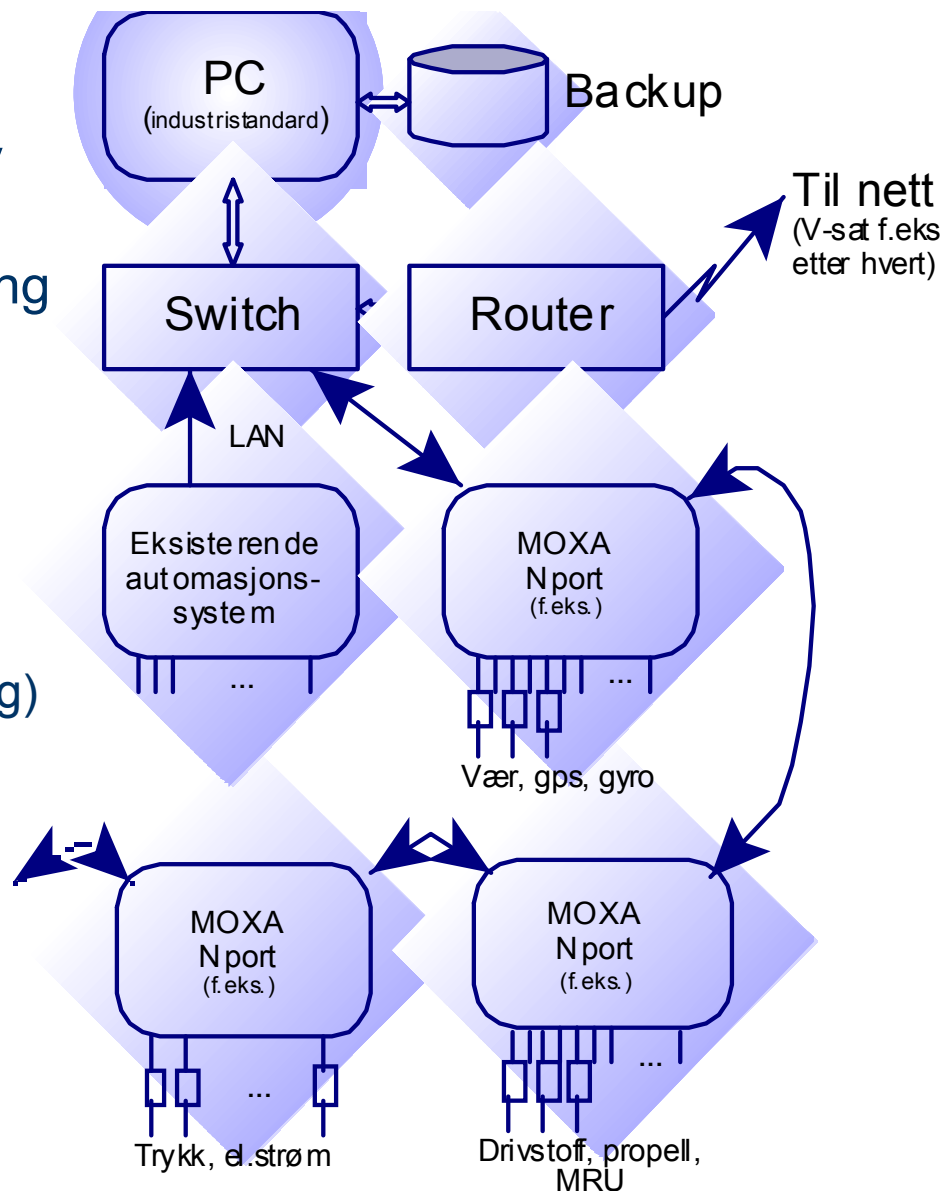 PC
(industristandard)
Backup
Til nett
(V-sat f.eks
etter hvert)
ng
Switch
Router
LAN
Eksisterende
automasjons-
system
...
MOXA
Nport
(f.eks.)
...
g)
Vær, gps, gyro
MOXA
Nport
(f.eks.)
...
Trykk, el.strøm
MOXA
Nport
(f.eks.)
...
Drivstoff, propell,
MRU